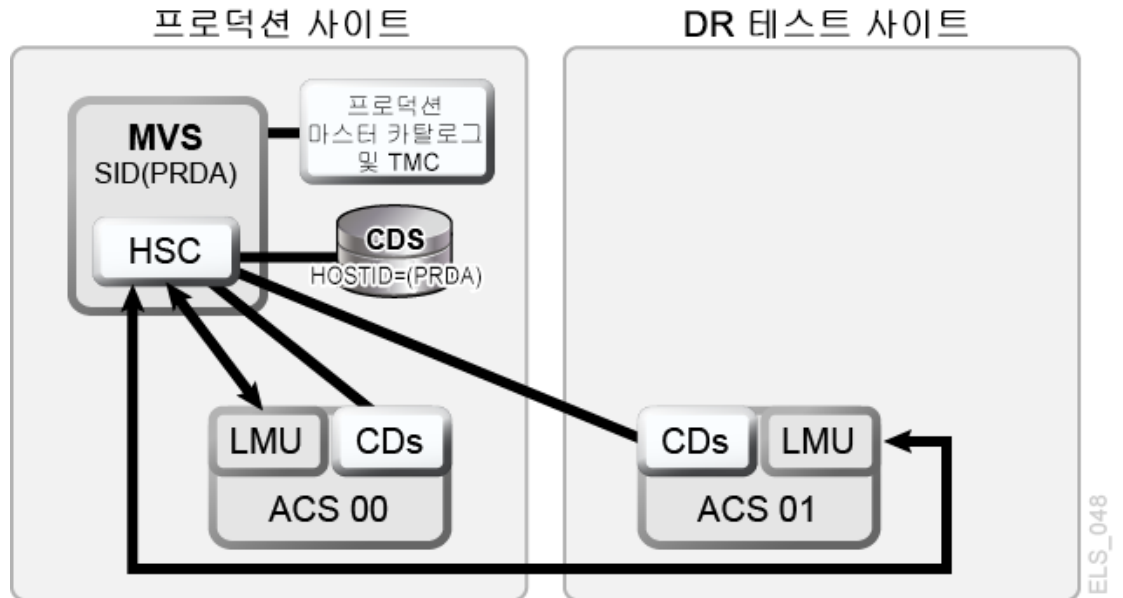 프로덕션 사이트
DR 테스트 사이트
MVS
SID(PRDA)
프로덕션
마스터 카탈로그
및 TMC
HSC
CDS
HOSTID=(PRDA)
LMU
CDs
ACS 00
CDs
LMU
ACS 01
ELS_048